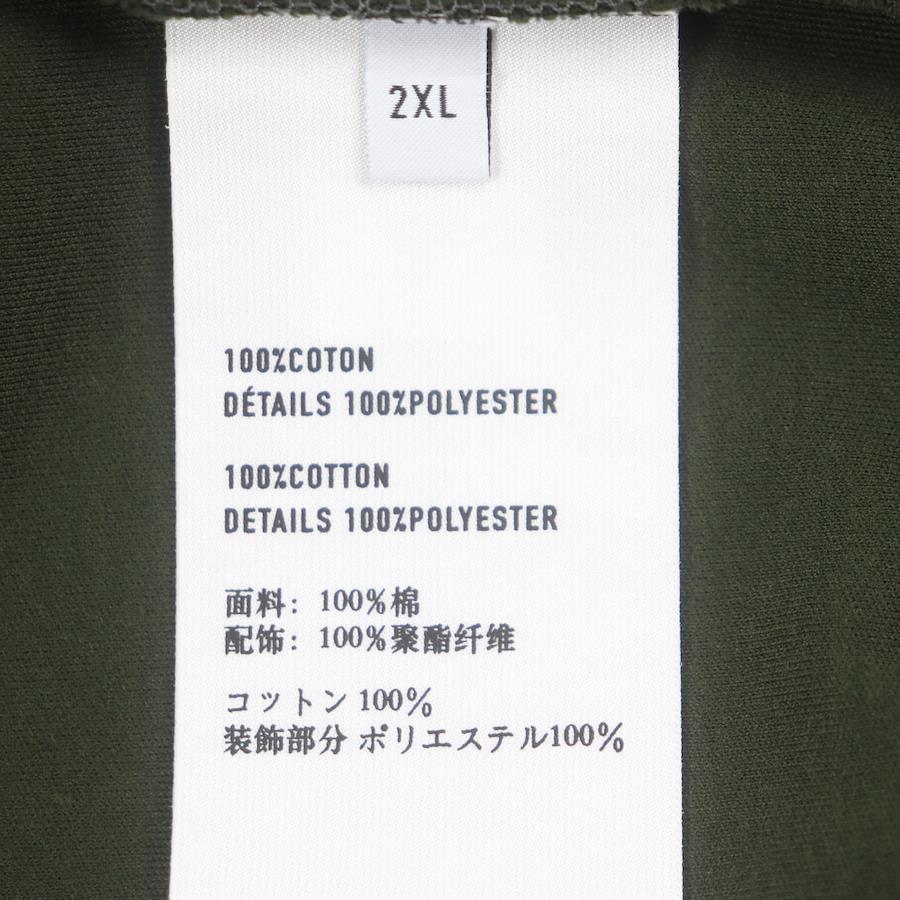 2XL
100%COTON
DÉTAILS 100%POLYESTER
100%COTTON
DETAILS 100%POLYESTER
面料: 100%棉
配饰: 100%聚酯纤维
コットン 100%
装飾部分 ポリエステル100%